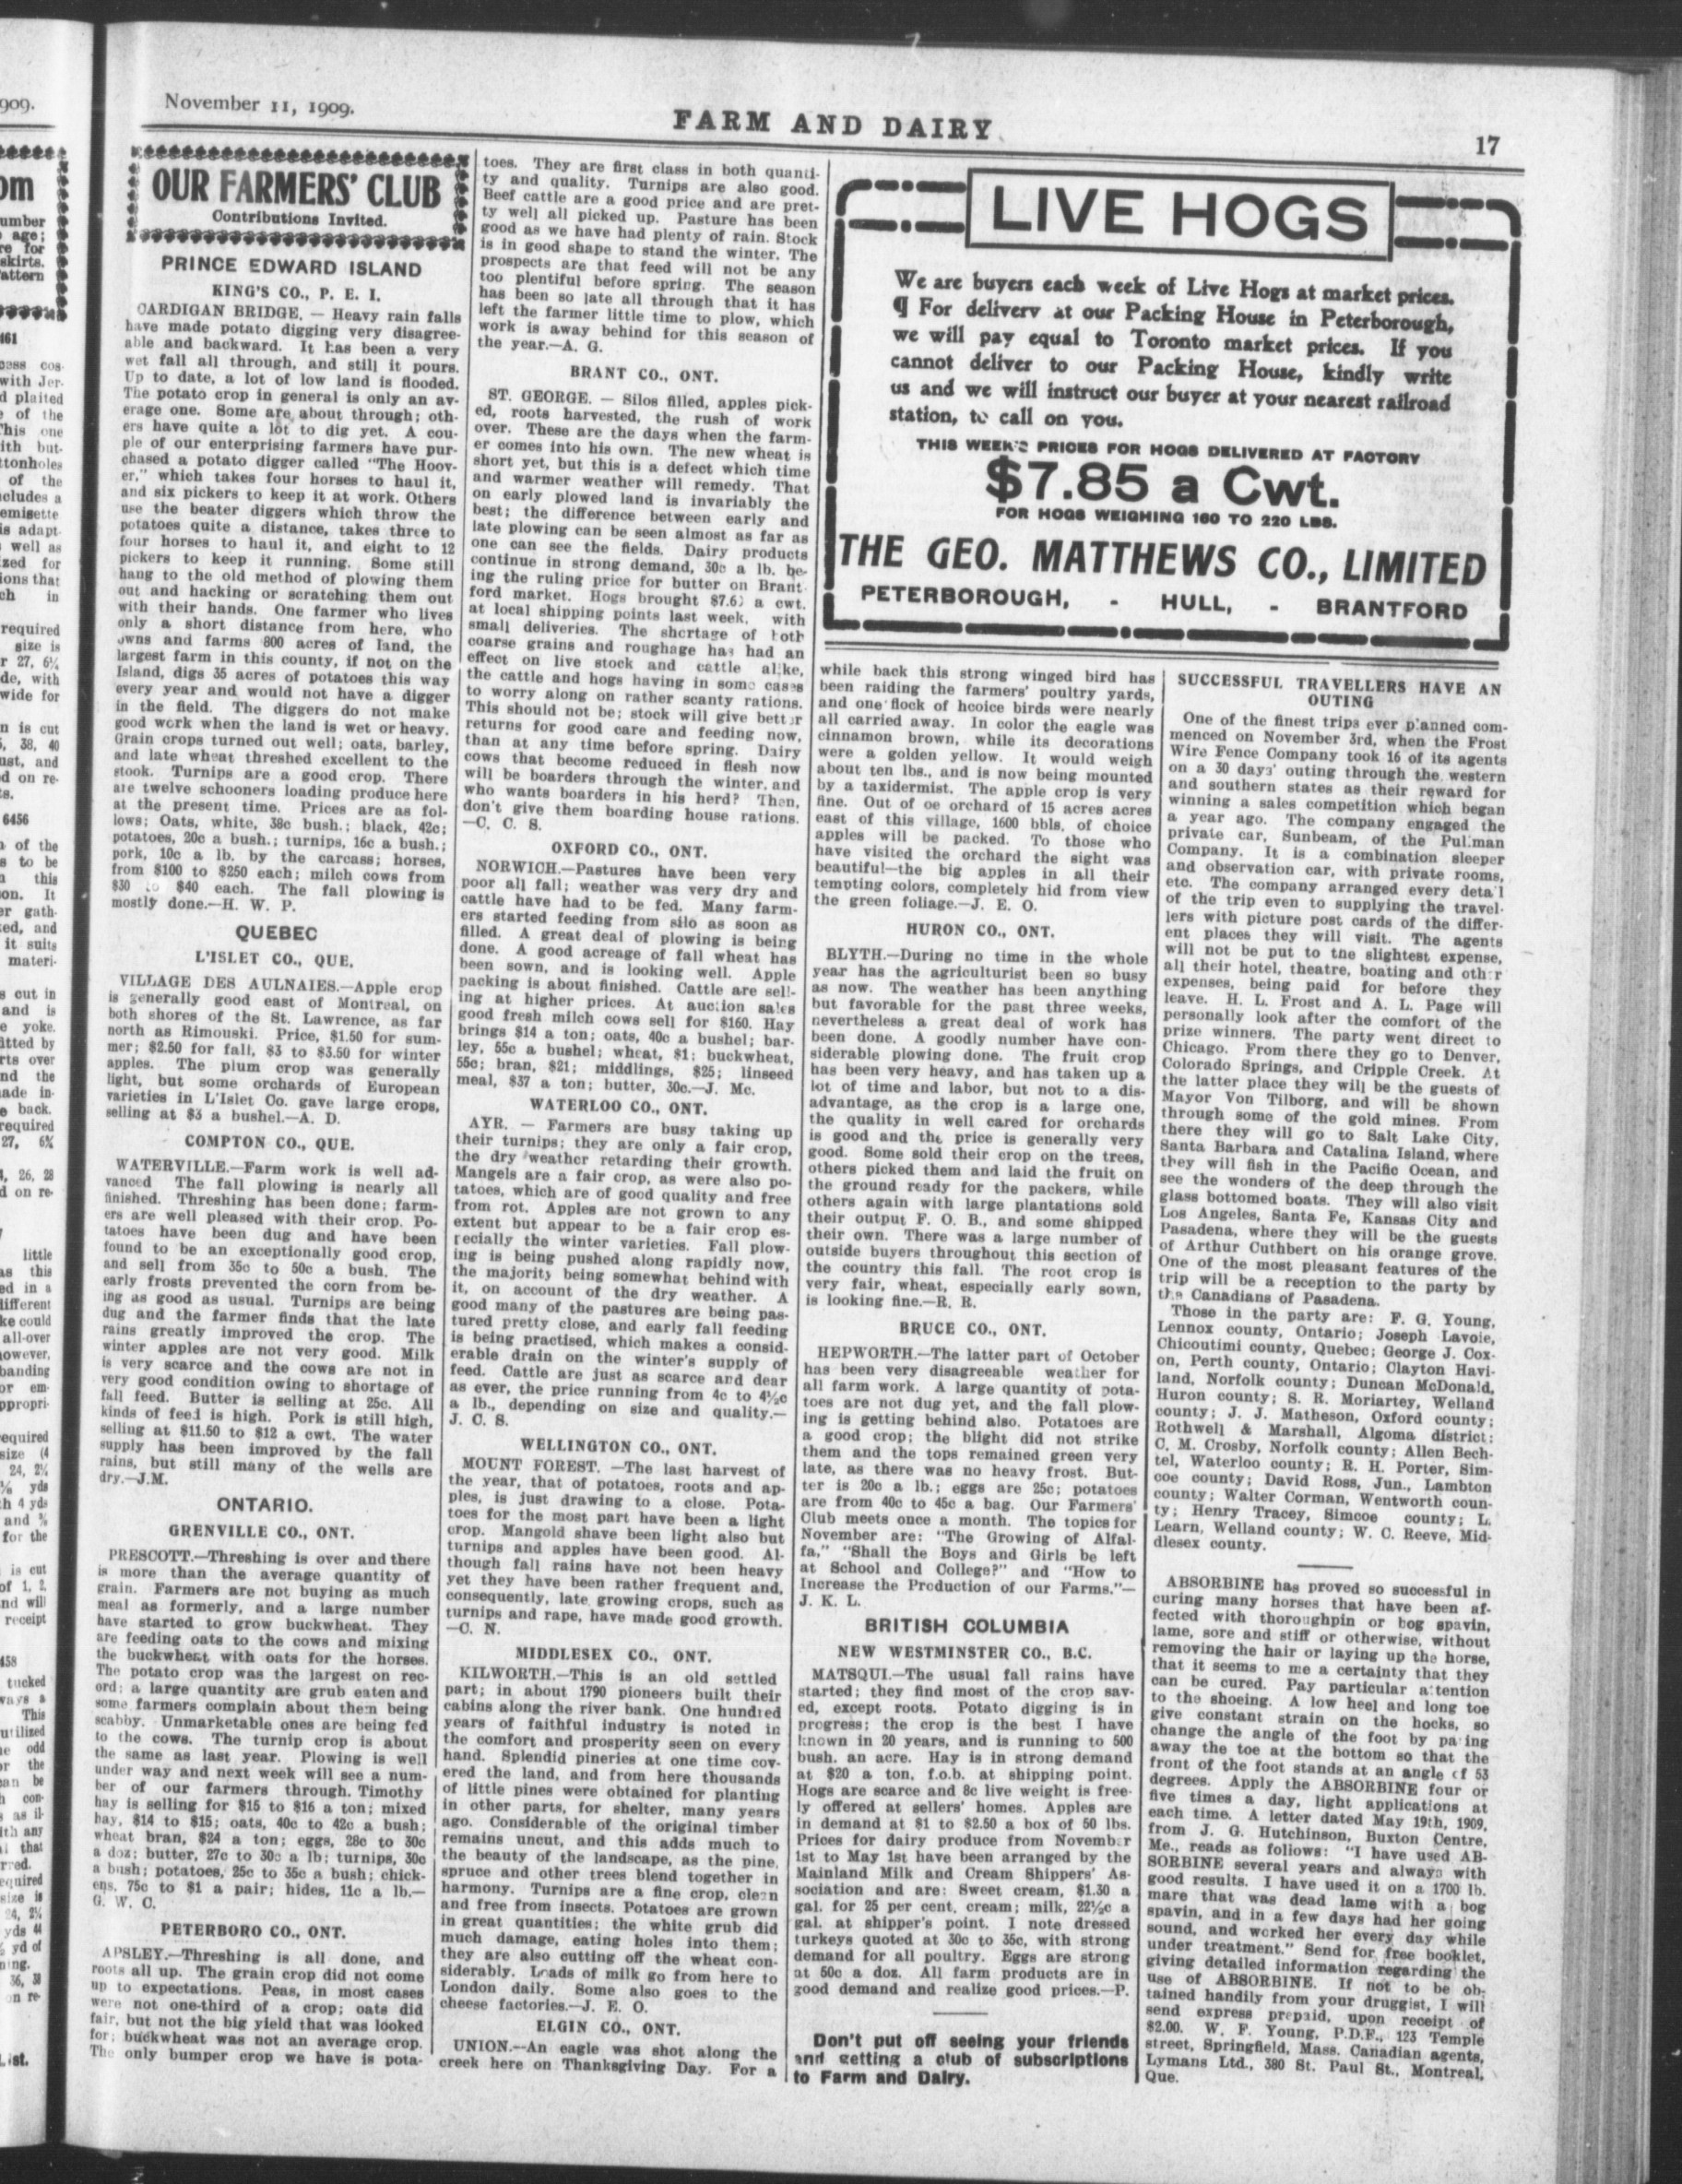 November 11, 1909.
FARM AND DAIRY
17
OUR FARMERS' CLUB
Contributions Invited.
PRINCE EDWARD ISLAND
KING'S CO., P. E. I.
CARDIGAN BRIDGE. — Heavy rain falls
have made potato digging very disagree-
able and backward. It has been a very
wet fall all through, and still it pours.
Up to date, a lot of low land is flooded.
The potato crop in general is only an av-
erage one. Some are about through; oth-
ers have quite a lot to dig yet. A cou-
ple of our enterprising farmers have pur-
chased a potato digger called "The Hoov-
er," which takes four horses to haul it,
and six pickers to keep it at work. Others
use the beater diggers which throw the
potatoes quite a distance, takes three to
four horses to haul it, and eight to 12
pickers to keep it running. Some still
hang to the old method of plowing them
out and hacking or scratching them out
with their hands. One farmer who lives
only a short distance from here, who
owns and farms 800 acres of land, the
largest farm in this county, if not on the
Island, digs 35 acres of potatoes this way
every year and would not have a digger
in the field. The diggers do not make
good work when the land is wet or heavy.
Grain crops turned out well; oats, barley,
and late wheat threshed excellent to the
stook. Turnips are a good crop. There
are twelve schooners loading produce here
at the present time. Prices are as fol-
lows; Oats, white, 38c bush.; black, 42c;
potatoes, 20c a bush.; turnips, 16c a bush.;
pork, 10c a lb. by the carcass; horses,
from $100 to $250 each; milch cows from
$30 to $40 each. The fall plowing is
mostly done.—H. W. P.
QUEBEC
L'ISLET CO., QUE.
VILLAGE DES AULNAIES.—Apple crop
is generally good east of Montreal, on
both shores of the St. Lawrence, as far
north as Rimouski. Price, $1.50 for sum-
mer; $2.50 for fall, $3 to $3.50 for winter
apples. The plum crop was generally
light, but some orchards of European
varieties in L'Islet Co. gave large crops,
selling at $3 a bushel.—A. D.
COMPTON CO., QUE.
WATERVILLE.—Farm work is well ad-
vanced The fall plowing is nearly all
finished. Threshing has been done; farm-
ers are well pleased with their crop. Po-
tatoes have been dug and have been
found to be an exceptionally good crop,
and sell from 35c to 50c a bush. The
early frosts prevented the corn from be-
ing as good as usual. Turnips are being
dug and the farmer finds that the late
rains greatly improved the crop. The
winter apples are not very good. Milk
is very scarce and the cows are not in
very good condition owing to shortage of
fall feed. Butter is selling at 25c. All
kinds of feed is high. Pork is still high,
selling at $11.50 to $12 a cwt. The water
supply has been improved by the fall
rains, but still many of the wells are
dry.—J.M.
ONTARIO.
GRENVILLE CO., ONT.
PRESCOTT.—Threshing is over and there
is more than the average quantity of
grain. Farmers are not buying as much
meal as formerly, and a large number
have started to grow buckwheat. They
are feeding oats to the cows and mixing
the buckwheat with oats for the horses.
The potato crop was the largest on rec-
ord; a large quantity are grub eaten and
some farmers complain about them being
scabby. Unmarketable ones are being fed
to the cows. The turnip crop is about
the same as last year. Plowing is well
under way and next week will see a num-
ber of our farmers through. Timothy
hay is selling for $15 to $16 a ton; mixed
hay, $14 to $15; oats, 40c to 42c a bush;
wheat bran, $24 a ton; eggs, 28c to 30c
a doz; butter, 27c to 30c a lb; turnips, 30c
a bush; potatoes, 25c to 35c a bush; chick-
ens, 75c to $1 a pair; hides, 11c a lb.—
G. W. C.
PETERBORO CO., ONT.
APSLEY.—Threshing is all done, and
roots all up. The grain crop did not come
up to expectations. Peas, in most cases
were not one-third of a crop; oats did
fair, but not the big yield that was looked
for; buckwheat was not an average crop.
The only bumper crop we have is pota-
toes. They are first class in both quanti-
ty and quality. Turnips are also good.
Beef cattle are a good price and are pret-
ty well all picked up. Pasture has been
good as we have had plenty of rain. Stock
is in good shape to stand the winter. The
prospects are that feed will not be any
too plentiful before spring. The season
has been so late all through that it has
left the farmer little time to plow, which
work is away behind for this season of
the year.—A. G.
BRANT CO., ONT.
ST. GEORGE. — Silos filled, apples pick-
ed, roots harvested, the rush of work
over. These are the days when the farm-
er comes into his own. The new wheat is
short yet, but this is a defect which time
and warmer weather will remedy. That
on early plowed land is invariably the
best; the difference between early and
late plowing can be seen almost as far as
one can see the fields. Dairy products
continue in strong demand, 30c a lb. be-
ing the ruling price for butter on Brant-
ford market. Hogs brought $7.6 a cwt.
at local shipping points last week, with
small deliveries. The shortage of both
coarse grains and roughage has had an
effect on live stock and cattle alike,
the cattle and hogs having in some cases
to worry along on rather scanty rations.
This should not be; stock will give better
returns for good care and feeding now,
than at any time before spring. Dairy
cows that become reduced in flesh now
will be boarders through the winter, and
who wants boarders in his herd? Then,
don't give them boarding house rations.
—C. C. S.
OXFORD CO., ONT.
NORWICH.—Pastures have been very
poor all fall; weather was very dry and
cattle have had to be fed. Many farm-
ers started feeding from silo as soon as
filled. A great deal of plowing is being
done. A good acreage of fall wheat has
been sown, and is looking well. Apple
packing is about finished. Cattle are sell-
ing at higher prices. At auction sales
good fresh milch cows sell for $160. Hay
brings $14 a ton; oats, 40c a bushel; bar-
ley, 55c a bushel; wheat, $1; buckwheat,
55c; bran, $21; middlings, $25; linseed
meal, $37 a ton; butter, 30c.—J. Mc.
WATERLOO CO., ONT.
AYR. — Farmers are busy taking up
their turnips; they are only a fair crop,
the dry weather retarding their growth.
Mangels are a fair crop, as were also po-
tatoes, which are of good quality and free
from rot. Apples are not grown to any
extent but appear to be a fair crop es-
pecially the winter varieties. Fall plow-
ing is being pushed along rapidly now,
the majority being somewhat behind with
it, on account of the dry weather. A
good many of the pastures are being pas-
tured pretty close, and early fall feeding
is being practised, which makes a consid-
erable drain on the winter's supply of
feed. Cattle are just as scarce and dear
as ever, the price running from 4c to 4½c
a lb., depending on size and quality.—
J. C. S.
WELLINGTON CO., ONT.
MOUNT FOREST. —The last harvest of
the year, that of potatoes, roots and ap-
ples, is just drawing to a close. Pota-
toes for the most part have been a light
crop. Mangold shave been light also but
turnips and apples have been good. Al-
though fall rains have not been heavy
yet they have been rather frequent and,
consequently, late growing crops, such as
turnips and rape, have made good growth.
—C. N.
MIDDLESEX CO., ONT.
KILWORTH.—This is an old settled
part; in about 1790 pioneers built their
cabins along the river bank. One hundred
years of faithful industry is noted in
the comfort and prosperity seen on every
hand. Splendid pineries at one time cov-
ered the land, and from here thousands
of little pines were obtained for planting
in other parts, for shelter, many years
ago. Considerable of the original timber
remains uncut, and this adds much to
the beauty of the landscape, as the pine,
spruce and other trees blend together in
harmony. Turnips are a fine crop, clean
and free from insects. Potatoes are grown
in great quantities; the white grub did
much damage, eating holes into them;
they are also cutting off the wheat con-
siderably. Loads of milk go from here to
London daily. Some also goes to the
cheese factories.—J. E. O.
ELGIN CO., ONT.
UNION.—An eagle was shot along the
creek here on Thanksgiving Day. For a
LIVE HOGS
We are buyers each week of Live Hogs at market prices.
¶ For delivery at our Packing House in Peterborough,
we will pay equal to Toronto market prices. If you
cannot deliver to our Packing House, kindly write
us and we will instruct our buyer at your nearest railroad
station, to call on you.
THIS WEEK'S PRICES FOR HOGS DELIVERED AT FACTORY
$7.85 a Cwt.
FOR HOGS WEIGHING 160 TO 220 LBS.
THE GEO. MATTHEWS CO., LIMITED
PETERBOROUGH, - HULL, - BRANTFORD
while back this strong winged bird has
been raiding the farmers' poultry yards,
and one flock of hcoice birds were nearly
all carried away. In color the eagle was
cinnamon brown, while its decorations
were a golden yellow. It would weigh
about ten lbs., and is now being mounted
by a taxidermist. The apple crop is very
fine. Out of oe orchard of 15 acres acres
east of this village, 1600 bbls. of choice
apples will be packed. To those who
have visited the orchard the sight was
beautiful—the big apples in all their
tempting colors, completely hid from view
the green foliage.—J. E. O.
HURON CO., ONT.
BLYTH.—During no time in the whole
year has the agriculturist been so busy
as now. The weather has been anything
but favorable for the past three weeks,
nevertheless a great deal of work has
been done. A goodly number have con-
siderable plowing done. The fruit crop
has been very heavy, and has taken up a
lot of time and labor, but not to a dis-
advantage, as the crop is a large one,
the quality in well cared for orchards
is good and the price is generally very
good. Some sold their crop on the trees,
others picked them and laid the fruit on
the ground ready for the packers, while
others again with large plantations sold
their output F. O. B., and some shipped
their own. There was a large number of
outside buyers throughout this section of
the country this fall. The root crop is
very fair, wheat, especially early sown,
is looking fine.—R. R.
BRUCE CO., ONT.
HEPWORTH.—The latter part of October
has been very disagreeable weather for
all farm work. A large quantity of pota-
toes are not dug yet, and the fall plow-
ing is getting behind also. Potatoes are
a good crop; the blight did not strike
them and the tops remained green very
late, as there was no heavy frost. But-
ter is 20c a lb.; eggs are 25c; potatoes
are from 40c to 45c a bag. Our Farmers'
Club meets once a month. The topics for
November are: "The Growing of Alfal-
fa," "Shall the Boys and Girls be left
at School and College?" and "How to
Increase the Production of our Farms."—
J. K. L.
BRITISH COLUMBIA
NEW WESTMINSTER CO., B.C.
MATSQUI.—The usual fall rains have
started; they find most of the crop sav-
ed, except roots. Potato digging is in
progress; the crop is the best I have
known in 20 years, and is running to 500
bush. an acre. Hay is in strong demand
at $20 a ton, f.o.b. at shipping point.
Hogs are scarce and 8c live weight is free-
ly offered at sellers' homes. Apples are
in demand at $1 to $2.50 a box of 50 lbs.
Prices for dairy produce from November
1st to May 1st have been arranged by the
Mainland Milk and Cream Shippers' As-
sociation and are: Sweet cream, $1.30 a
gal. for 25 per cent. cream; milk, 22½c a
gal. at shipper's point. I note dressed
turkeys quoted at 30c to 35c, with strong
demand for all poultry. Eggs are strong
at 50c a doz. All farm products are in
good demand and realize good prices.—P.
Don't put off seeing your friends
and getting a club of subscriptions
to Farm and Dairy.
SUCCESSFUL TRAVELLERS HAVE AN
OUTING
One of the finest trips ever planned com-
menced on November 3rd, when the Frost
Wire Fence Company took 16 of its agents
on a 30 days' outing through the western
and southern states as their reward for
winning a sales competition which began
a year ago. The company engaged the
private car, Sunbeam, of the Pullman
Company. It is a combination sleeper
and observation car, with private rooms,
etc. The company arranged every detail
of the trip even to supplying the travel-
lers with picture post cards of the differ-
ent places they will visit. The agents
will not be put to the slightest expense,
all their hotel, theatre, boating and other
expenses, being paid for before they
leave. H. L. Frost and A. L. Page will
personally look after the comfort of the
prize winners. The party went direct to
Chicago. From there they go to Denver,
Colorado Springs, and Cripple Creek. At
the latter place they will be the guests of
Mayor Von Tilborg, and will be shown
through some of the gold mines. From
there they will go to Salt Lake City,
Santa Barbara and Catalina Island, where
they will fish in the Pacific Ocean, and
see the wonders of the deep through the
glass bottomed boats. They will also visit
Los Angeles, Santa Fe, Kansas City and
Pasadena, where they will be the guests
of Arthur Cuthbert on his orange grove.
One of the most pleasant features of the
trip will be a reception to the party by
the Canadians of Pasadena.
Those in the party are: F. G. Young,
Lennox county, Ontario; Joseph Lavoie,
Chicoutimi county, Quebec; George J. Cox-
on, Perth county, Ontario; Clayton Havi-
land, Norfolk county; Duncan McDonald,
Huron county; S. R. Moriartey, Welland
county; J. J. Matheson, Oxford county;
Rothwell & Marshall, Algoma district;
C. M. Crosby, Norfolk county; Allen Bech-
tel, Waterloo county; R. H. Porter, Sim-
coe county; David Ross, Jun., Lambton
county; Walter Corman, Wentworth coun-
ty; Henry Tracey, Simcoe county; L.
Learn, Welland county; W. C. Reeve, Mid-
dlesex county.
ABSORBINE has proved so successful in
curing many horses that have been af-
fected with thoroughpin or bog spavin,
lame, sore and stiff or otherwise, without
removing the hair or laying up the horse,
that it seems to me a certainty that they
can be cured. Pay particular attention
to the shoeing. A low heel and long toe
give constant strain on the hocks, so
change the angle of the foot by paring
away the toe at the bottom so that the
front of the foot stands at an angle of 53
degrees. Apply the ABSORBINE four or
five times a day, light applications at
each time. A letter dated May 19th, 1909,
from J. G. Hutchinson, Buxton Centre,
Me., reads as follows: "I have used AB-
SORBINE several years and always with
good results. I have used it on a 1700 lb.
mare that was dead lame with a bog
spavin, and in a few days had her going
sound, and worked her every day while
under treatment." Send for free booklet,
giving detailed information regarding the
use of ABSORBINE. If not to be ob-
tained handily from your druggist, I will
send express prepaid, upon receipt of
$2.00. W. F. Young, P.D.F., 123 Temple
street, Springfield, Mass. Canadian agents,
Lymans Ltd., 380 St. Paul St., Montreal,
Que.